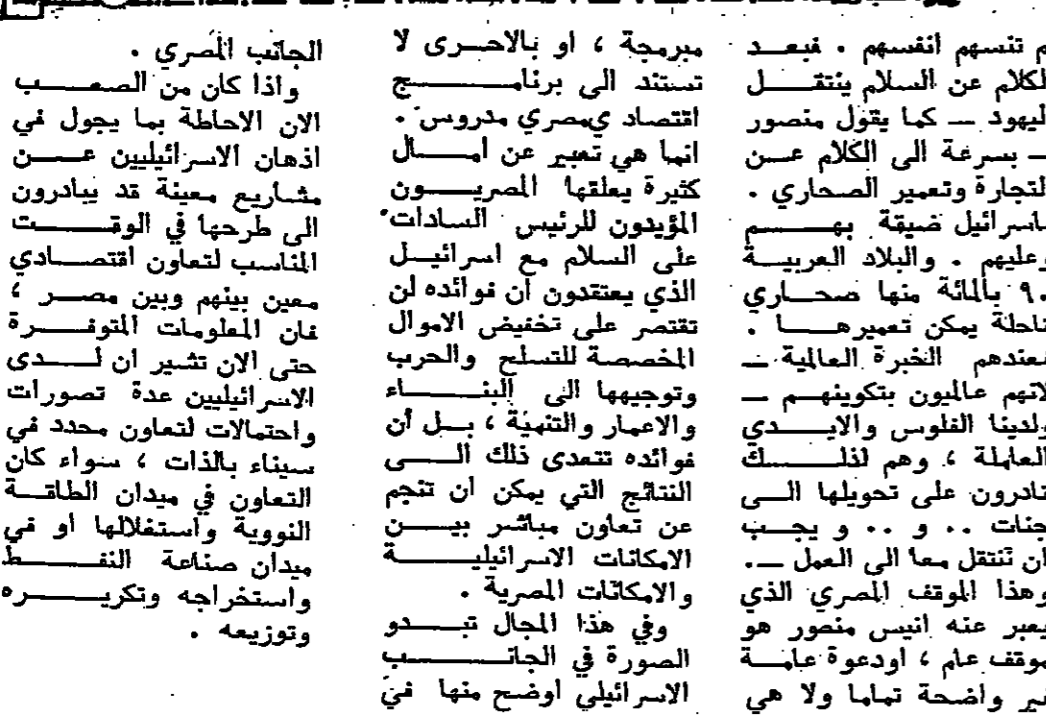 م تنسهم انفسهم . فبعد
لكلام عن السلام ينتقل
ليهود — كما يقول منصور
— بسرعة الى الكلام عن
لتجارة وتعمير الصحاري .
اسرائيل ضيقة بهم
وعليهم . والبلاد العربية
٩٠ بالمائة منها صحاري
احلة يمكن تعميرها .
عندهم الخبرة العالمية —
لانهم عالميون بتكوينهم —
ولدينا الفلوس والايدي
العاملة ، وهم لذلك
قادرون على تحويلها الى
جنات .. و .. و يجب
ان ننتقل معا الى العمل — .
وهذا الموقف المصري الذي
يعبر عنه انيس منصور هو
موقف عام ، اودعوة عامة
غير واضحة تماما ولا هي
مبرمجة ، او بالاحرى لا
تستند الى برنامج
اقتصاد يمصري مدروس .
انما هي تعبير عن امال
كثيرة يعلقها المصريون
المؤيدون للرئيس السادات
على السلام مع اسرائيل
الذي يعتقدون ان فوائده لن
تقتصر على تخفيض الاموال
المخصصة للتسلح والحرب
وتوجيهها الى البناء
والاعمار والتنمية ، بل ان
فوائده تتعدى ذلك الى
النتائج التي يمكن ان تنجم
عن تعاون مباشر بين
الامكانات الاسرائيلية
والامكانات المصرية .
وفي هذا المجال تبدو
الصورة في الجانب
الاسرائيلي اوضح منها في
الجانب المصري .
واذا كان من الصعب
الان الاحاطة بما يجول في
اذهان الاسرائيليين عن
مشاريع معينة قد يبادرون
الى طرحها في الوقت
المناسب لتعاون اقتصادي
معين بينهم وبين مصر ،
فان المعلومات المتوفرة
حتى الان تشير ان لدى
الاسرائيليين عدة تصورات
واحتمالات لتعاون محدد في
سيناء بالذات ، سواء كان
التعاون في ميدان الطاقة
النووية واستغلالها او في
ميدان صناعة النفط
واستخراجه وتكريره
وتوزيعه .